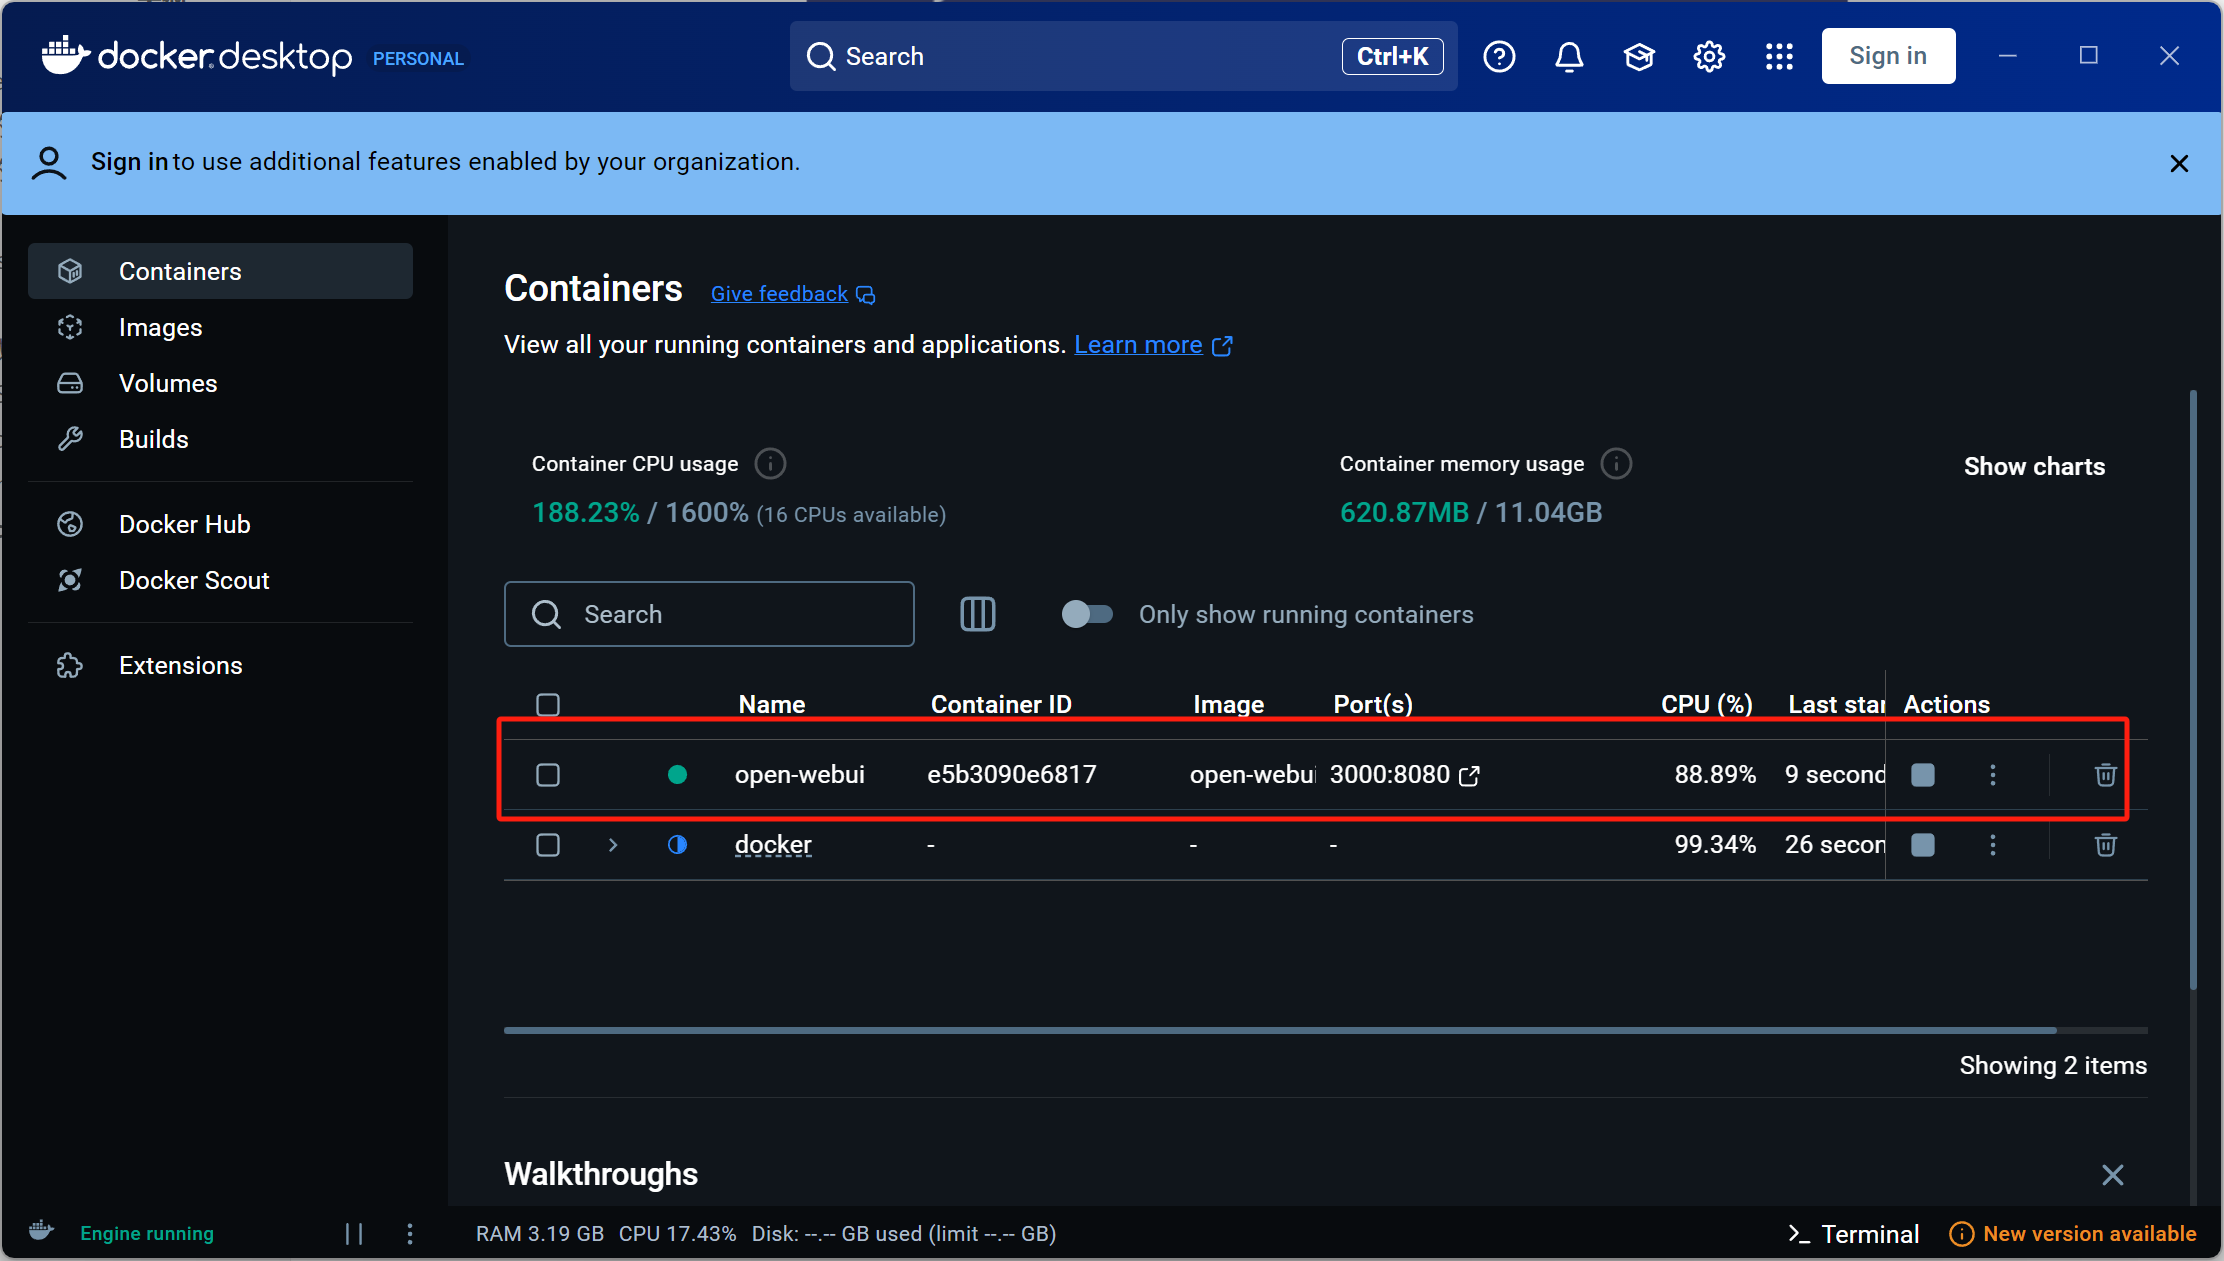 docker desktop PERSONAL
Search Ctrl+K
Sign in
Sign in to use additional features enabled by your organization.
Containers
Images
Volumes
Builds
Docker Hub
Docker Scout
Extensions
Containers Give feedback
View all your running containers and applications. Learn more
Container CPU usage
188.23% / 1600% (16 CPUs available)
Container memory usage
620.87MB / 11.04GB
Show charts
Search
Only show running containers
Name Container ID Image Port(s) CPU (%) Last star Actions
open-webui e5b3090e6817 open-webui 3000:8080 88.89% 9 second
docker - - - 99.34% 26 secon
Showing 2 items
Walkthroughs
Engine running
RAM 3.19 GB CPU 17.43% Disk: --.-- GB used (limit --.-- GB)
>_ Terminal
New version available